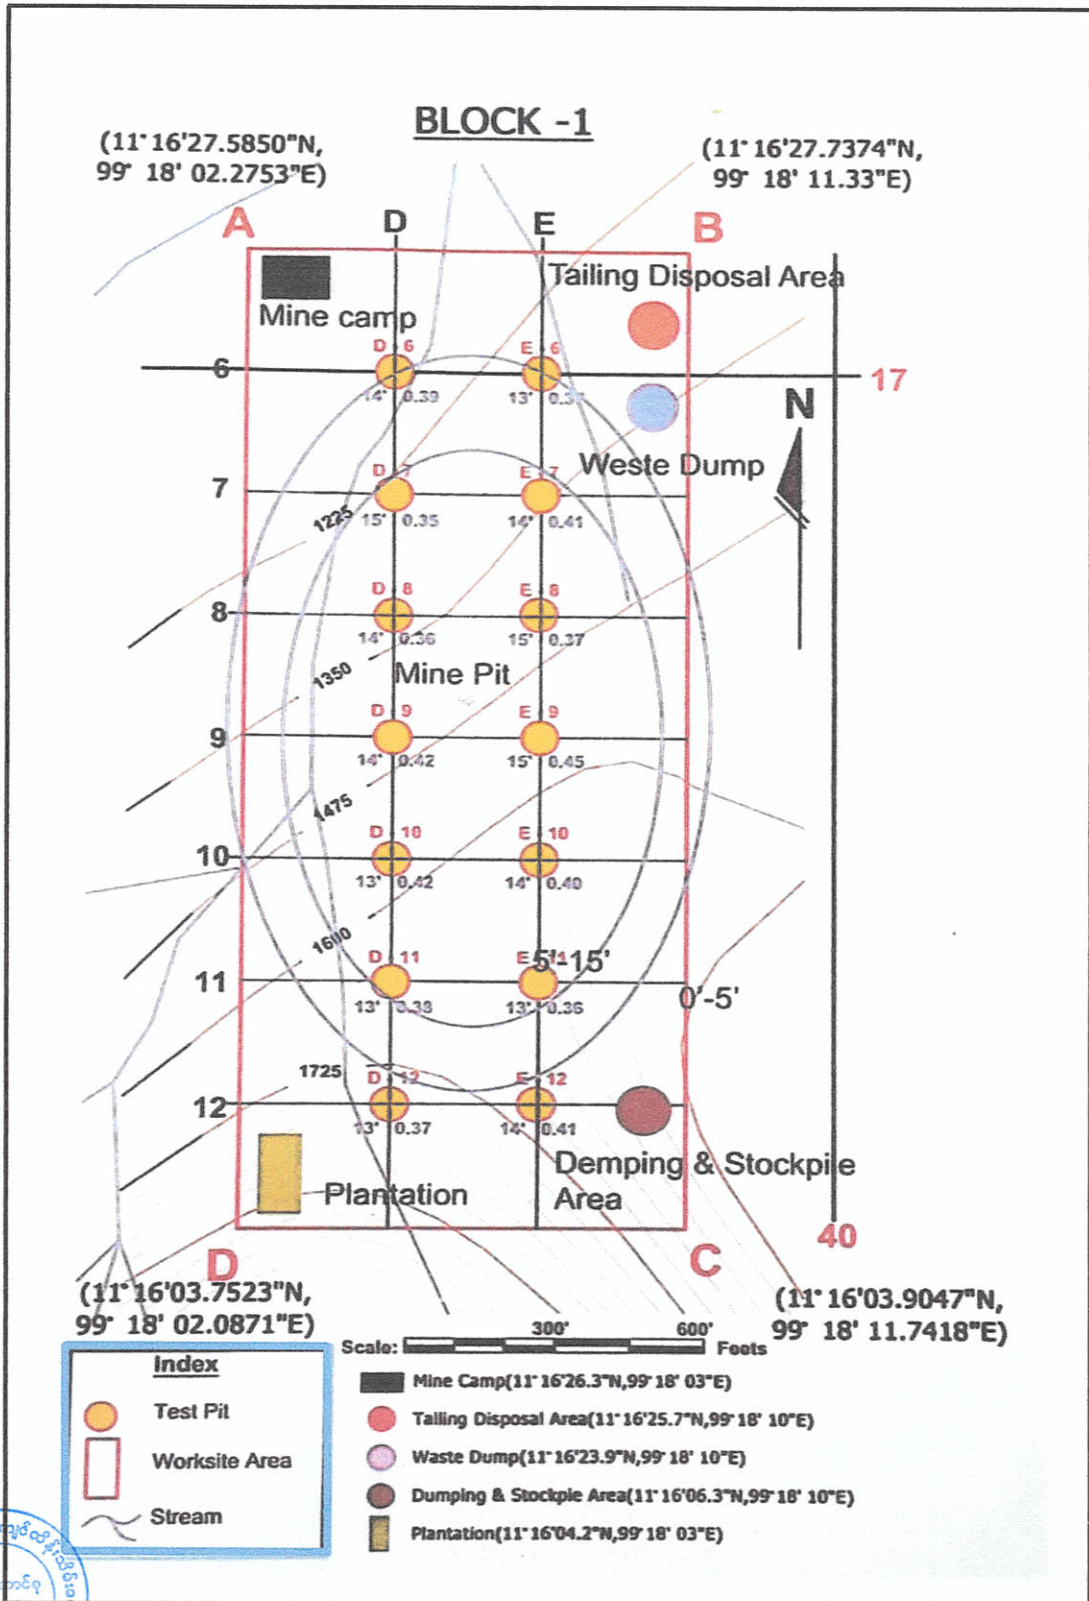 BLOCK -1
(11° 16'27.5850"N,
99° 18' 02.2753"E)
(11° 16'27.7374"N,
99° 18' 11.33"E)
A
D
E
B
Tailing Disposal Area
Mine camp
D 6
E 6
6
17
14' 0.39
13'
N
Weste Dump
D 7
E 7
7
1225
15' 0.35
14' 0.41
D 8
E 8
8
14' 0.36
15' 0.37
1350
Mine Pit
D 9
E 9
9
14' 0.42
15' 0.45
1475
D 10
E 10
10
13' 0.42
14' 0.40
1600
D 11
E 11
5'-15'
11
0'-5'
13' 0.38
13' 0.36
1725
D 12
E 12
12
13' 0.37
14' 0.41
Demping & Stockpile
Area
Plantation
D
C
40
(11° 16'03.7523"N,
99° 18' 02.0871"E)
(11° 16'03.9047"N,
99° 18' 11.7418"E)
300' 600'
Scale: Feets
Index
Test Pit
Worksite Area
Stream
Mine Camp(11° 16'26.3"N,99° 18' 03"E)
Tailing Disposal Area(11° 16'25.7"N,99° 18' 10"E)
Waste Dump(11° 16'23.9"N,99° 18' 10"E)
Dumping & Stockpie Area(11° 16'06.3"N,99° 18' 10"E)
Plantation(11° 16'04.2"N,99° 18' 03"E)